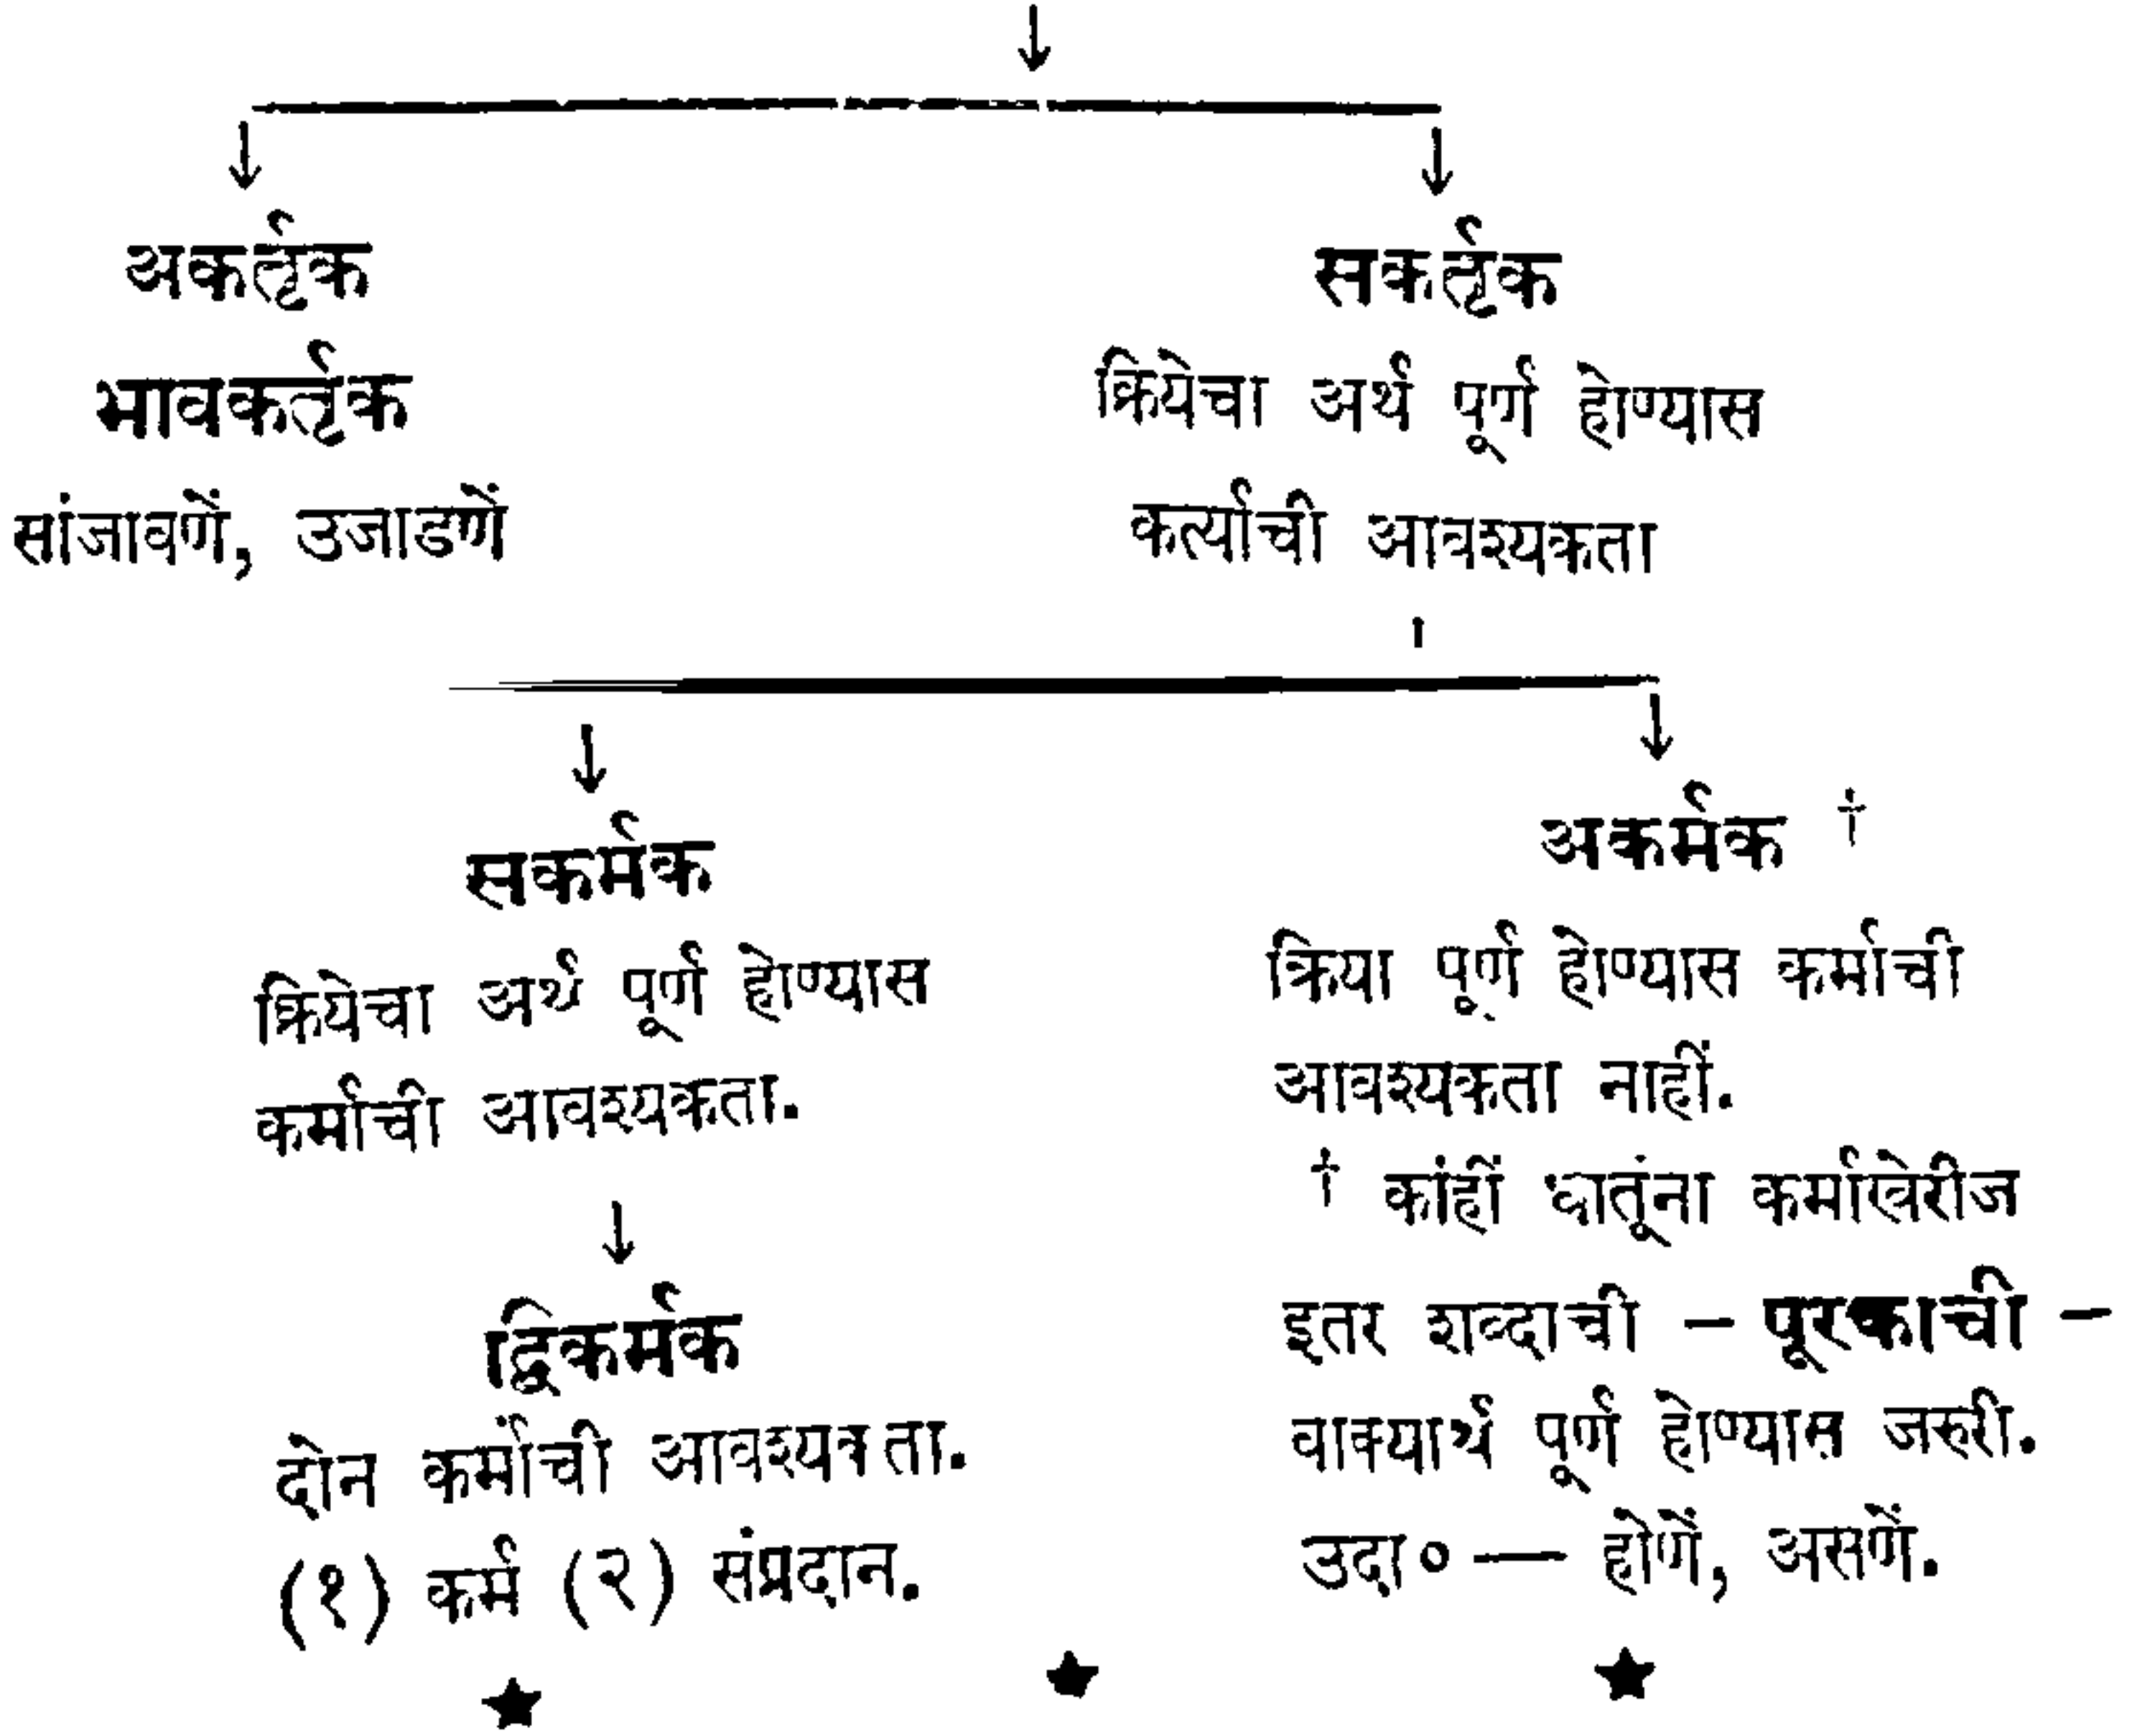 अकर्तृक
भावकर्तृक
सांजावणें, उजाडणें
सकर्तृक
क्रियेचा अर्थ पूर्ण होण्यास
कर्त्याची आवश्यकता
सकर्मक
क्रियेचा अर्थ पूर्ण होण्यास
कर्माची आवश्यकता.
द्विकर्मक
दोन कर्मांची आवश्यकता.
(१) कर्म (२) संप्रदान.
अकर्मक †
क्रिया पूर्ण होण्यास कर्माची
आवश्यकता नाहीं.
† कांहीं धातूंना कर्माखेरीज
इतर शब्दाची – पूरकाची –
वाक्यार्थ पूर्ण होण्यास जरुरी.
उदा० — होणें, असणें.